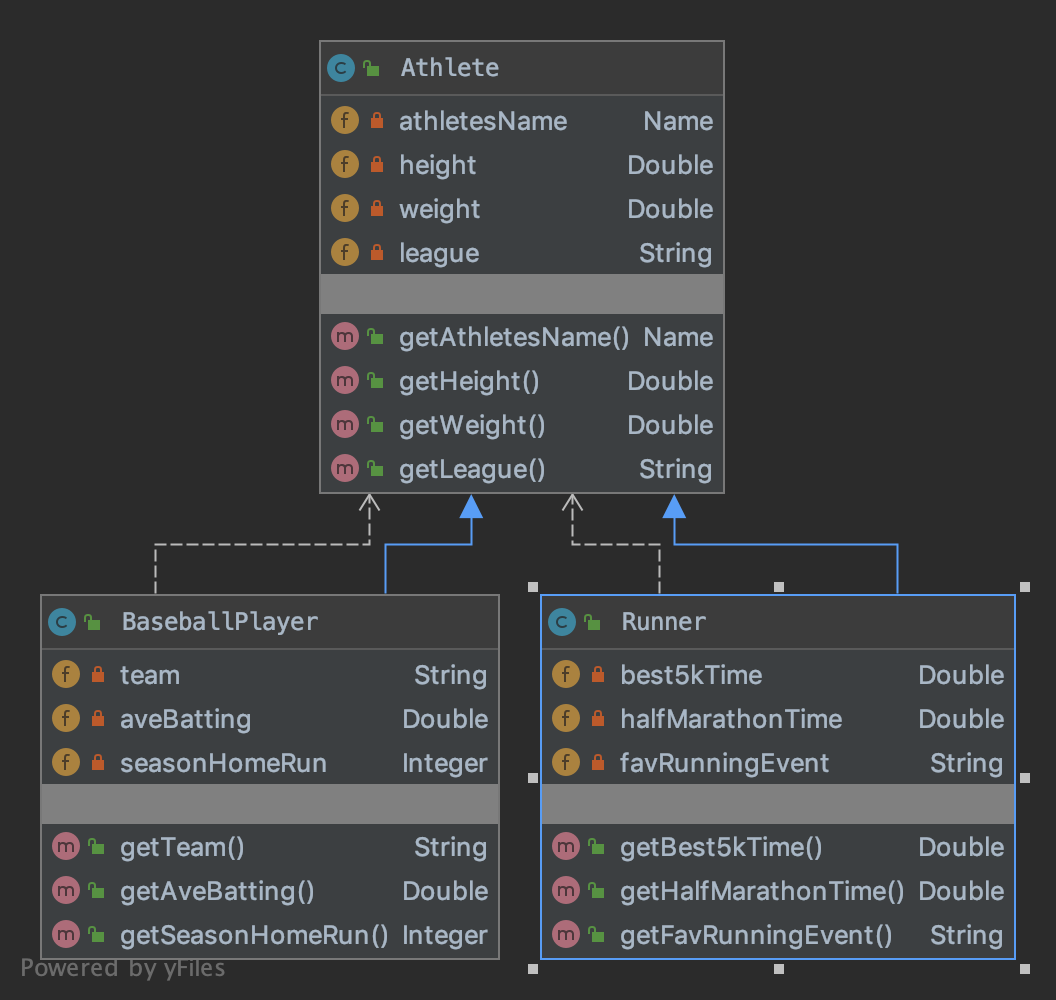 Athlete
athletesName Name
height Double
weight Double
league String
getAthletesName() Name
getHeight() Double
getWeight() Double
getLeague() String
BaseballPlayer
team String
aveBatting Double
seasonHomeRun Integer
getTeam() String
getAveBatting() Double
getSeasonHomeRun() Integer
Runner
best5kTime Double
halfMarathonTime Double
favRunningEvent String
getBest5kTime() Double
getHalfMarathonTime() Double
getFavRunningEvent() String
Powered by yFiles